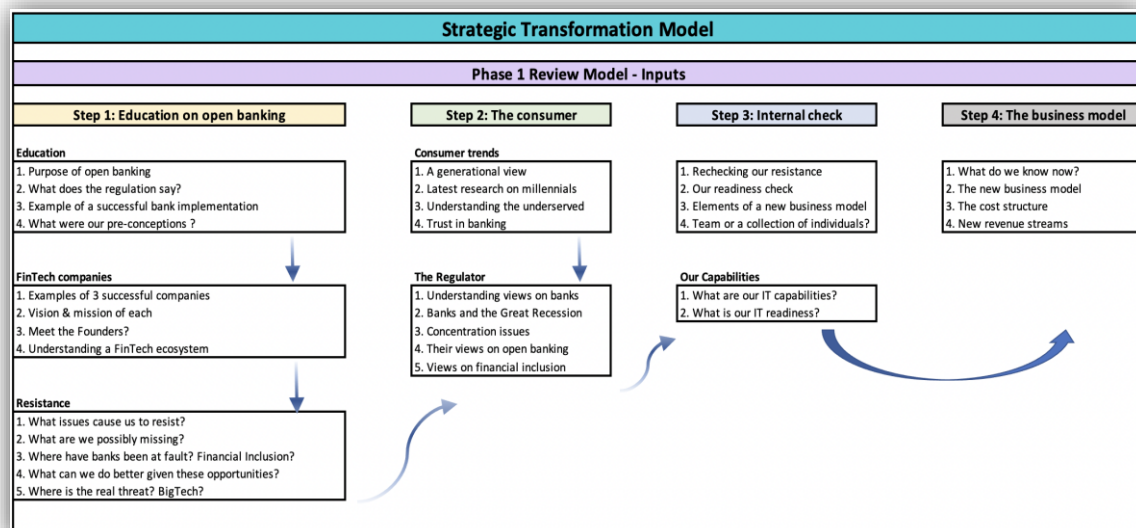 Strategic Transformation Model
Phase 1 Review Model - Inputs
Step 1: Education on open banking
Education
1. Purpose of open banking
2. What does the regulation say?
3. Example of a successful bank implementation
4. What were our pre-conceptions ?
FinTech companies
1. Examples of 3 successful companies
2. Vision & mission of each
3. Meet the Founders?
4. Understanding a FinTech ecosystem
Resistance
1. What issues cause us to resist?
2. What are we possibly missing?
3. Where have banks been at fault? Financial Inclusion?
4. What can we do better given these opportunities?
5. Where is the real threat? BigTech?
Step 2: The consumer
Consumer trends
1. A generational view
2. Latest research on millennials
3. Understanding the underserved
4. Trust in banking
The Regulator
1. Understanding views on banks
2. Banks and the Great Recession
3. Concentration issues
4. Their views on open banking
5. Views on financial inclusion
Step 3: Internal check
1. Rechecking our resistance
2. Our readiness check
3. Elements of a new business model
4. Team or a collection of individuals?
Our Capabilities
1. What are our IT capabilities?
2. What is our IT readiness?
Step 4: The business model
1. What do we know now?
2. The new business model
3. The cost structure
4. New revenue streams